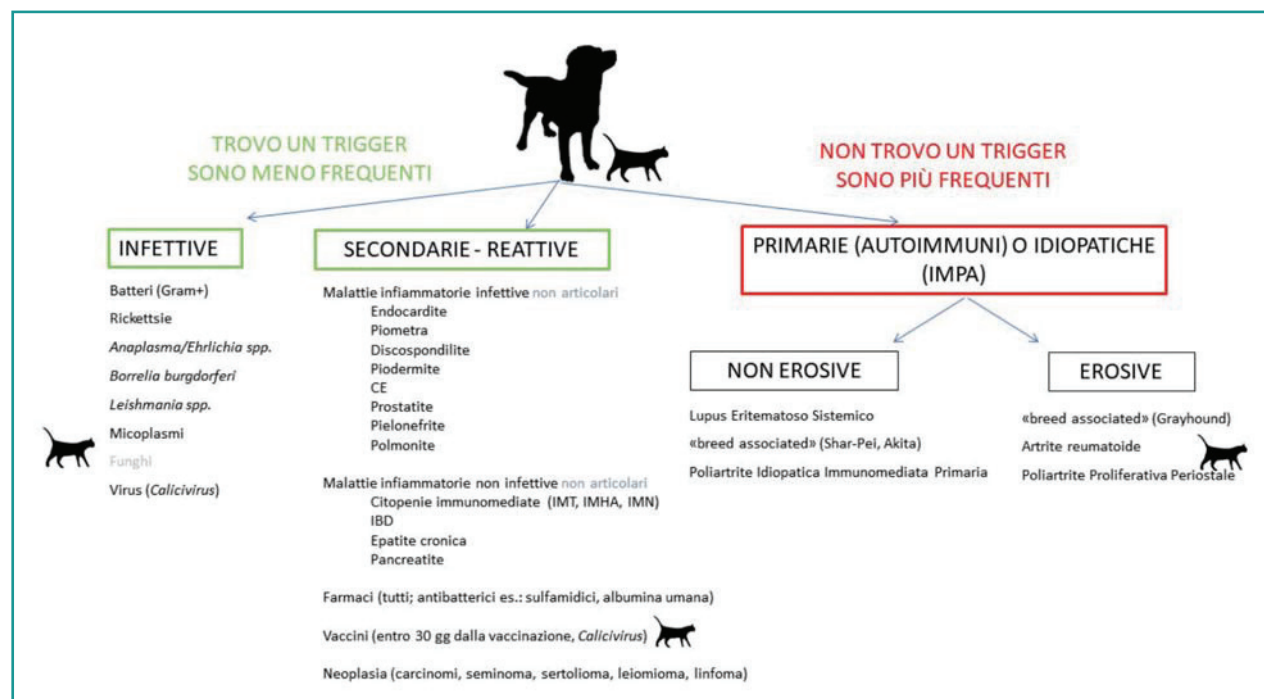 TROVO UN TRIGGER
SONO MENO FREQUENTI
NON TROVO UN TRIGGER
SONO PIÙ FREQUENTI
INFETTIVE
Batteri (Gram+)
Rickettsie
Anaplasma/Ehrlichia spp.
Borrelia burgdorferi
Leishmania spp.
Micoplasmi
Funghi
Virus (Calicivirus)
SECONDARIE - REATTIVE
Malattie infiammatorie infettive non articolari
Endocardite
Piometra
Discospondilite
Piodermite
CE
Prostatite
Pielonefrite
Polmonite
Malattie infiammatorie non infettive non articolari
Citopenie immunomediate (IMT, IMHA, IMN)
IBD
Epatite cronica
Pancreatite
Farmaci (tutti; antibatterici es.: sulfamidici, albumina umana)
Vaccini (entro 30 gg dalla vaccinazione, Calicivirus)
Neoplasia (carcinomi, seminoma, sertolioma, leiomioma, linfoma)
PRIMARIE (AUTOIMMUNI) O IDIOPATICHE
(IMPA)
NON EROSIVE
Lupus Eritematoso Sistemico
«breed associated» (Shar-Pei, Akita)
Poliartrite Idiopatica Immunomediata Primaria
EROSIVE
«breed associated» (Grayhound)
Artrite reumatoide
Poliartrite Proliferativa Periostale